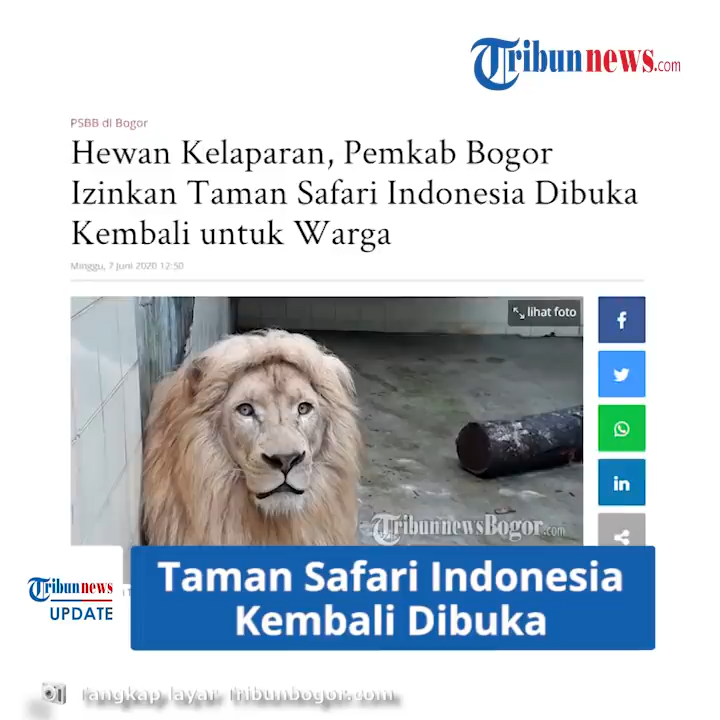 Tribunnews.com
PSBB di Bogor
Hewan Kelaparan, Pemkab Bogor
Izinkan Taman Safari Indonesia Dibuka
Kembali untuk Warga
Minggu, 7 Juni 2020 12:50
lihat foto
f
in
TribunnewsBogor.com
Tribunnews
UPDATE
Taman Safari Indonesia
Kembali Dibuka
Tangkap layar Tribunbogor.com